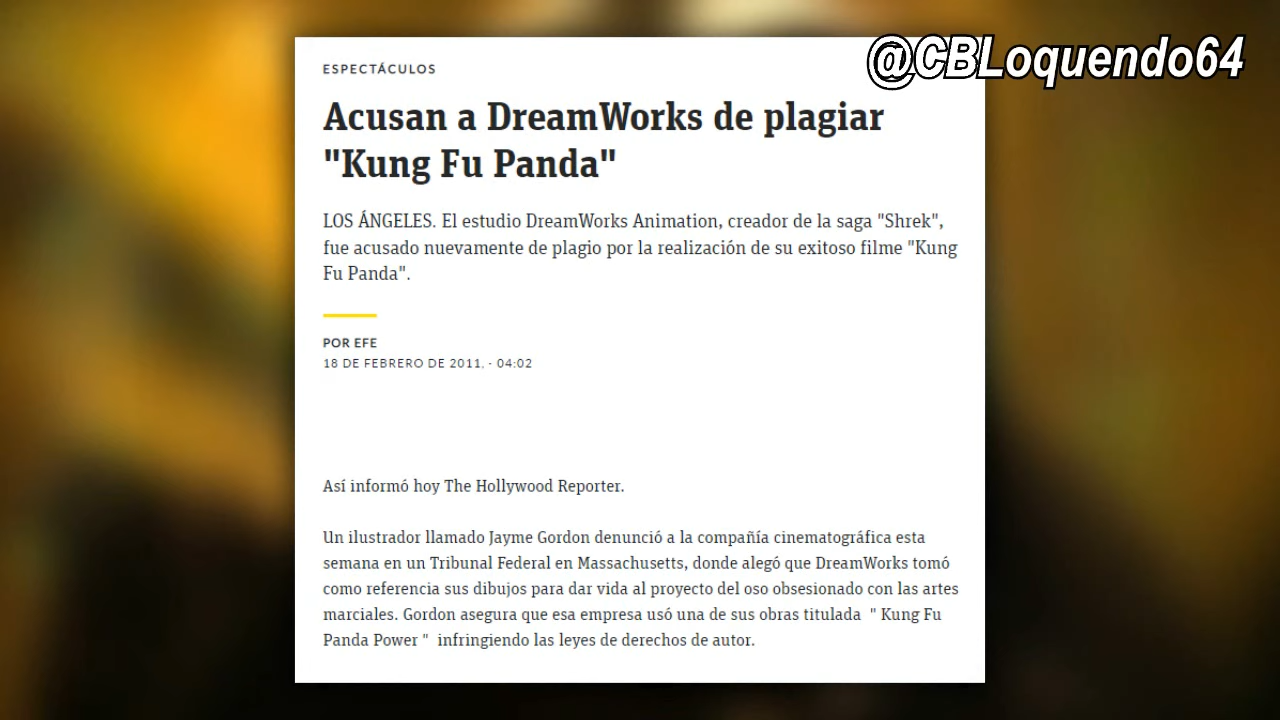 @CBLoquendo64
ESPECTÁCULOS
Acusan a DreamWorks de plagiar
"Kung Fu Panda"
LOS ÁNGELES. El estudio DreamWorks Animation, creador de la saga "Shrek",
fue acusado nuevamente de plagio por la realización de su exitoso filme "Kung
Fu Panda".
POR EFE
18 DE FEBRERO DE 2011, - 04:02
Así informó hoy The Hollywood Reporter.
Un ilustrador llamado Jayme Gordon denunció a la compañía cinematográfica esta
semana en un Tribunal Federal en Massachusetts, donde alegó que DreamWorks tomó
como referencia sus dibujos para dar vida al proyecto del oso obsesionado con las artes
marciales. Gordon asegura que esa empresa usó una de sus obras titulada " Kung Fu
Panda Power " infringiendo las leyes de derechos de autor.